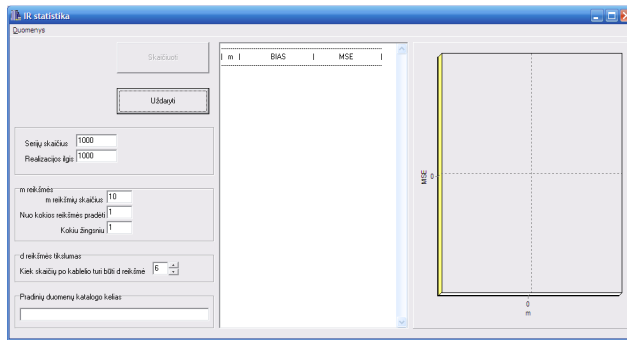 IR statistika
Duomenys
Skaičiuoti
Uždaryti
Serijų skaičius 1000
Realizacijos ilgis 1000
m reikšmės
m reikšmių skaičius 10
Nuo kokios reikšmės pradėti 1
Kokiu žingsniu 1
d reikšmės tikslumas
Kiek skaičių po kablelio turi būti d reikšmė 6
Pradinių duomenų katalogo kelias
| m | BIAS | MSE |
MSE
0
0
m